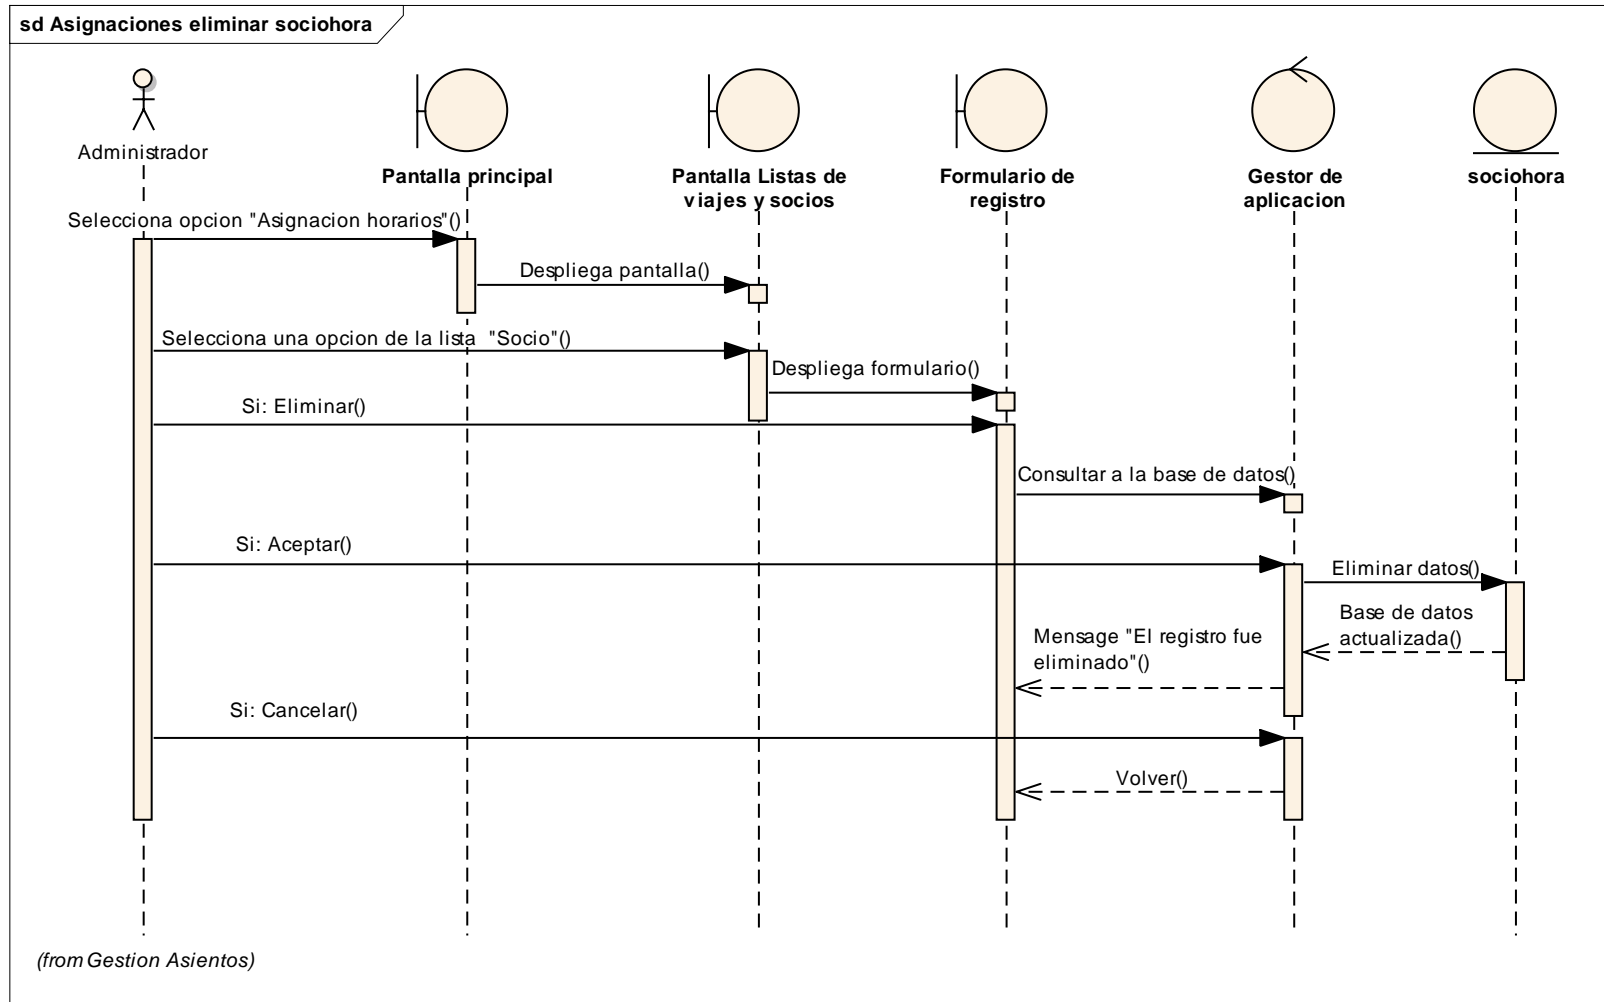 sd Asignaciones eliminar sociohora
Administrador
Pantalla principal
Pantalla Listas de
viajes y socios
Formulario de
registro
Gestor de
aplicacion
sociohora
Selecciona opcion "Asignacion horarios"()
Despliega pantalla()
Selecciona una opcion de la lista  "Socio"()
Despliega formulario()
Si: Eliminar()
Consultar a la base de datos()
Si: Aceptar()
Eliminar datos()
Base de datos
actualizada()
Mensage "El registro fue
eliminado"()
Si: Cancelar()
Volver()
(from Gestion Asientos)